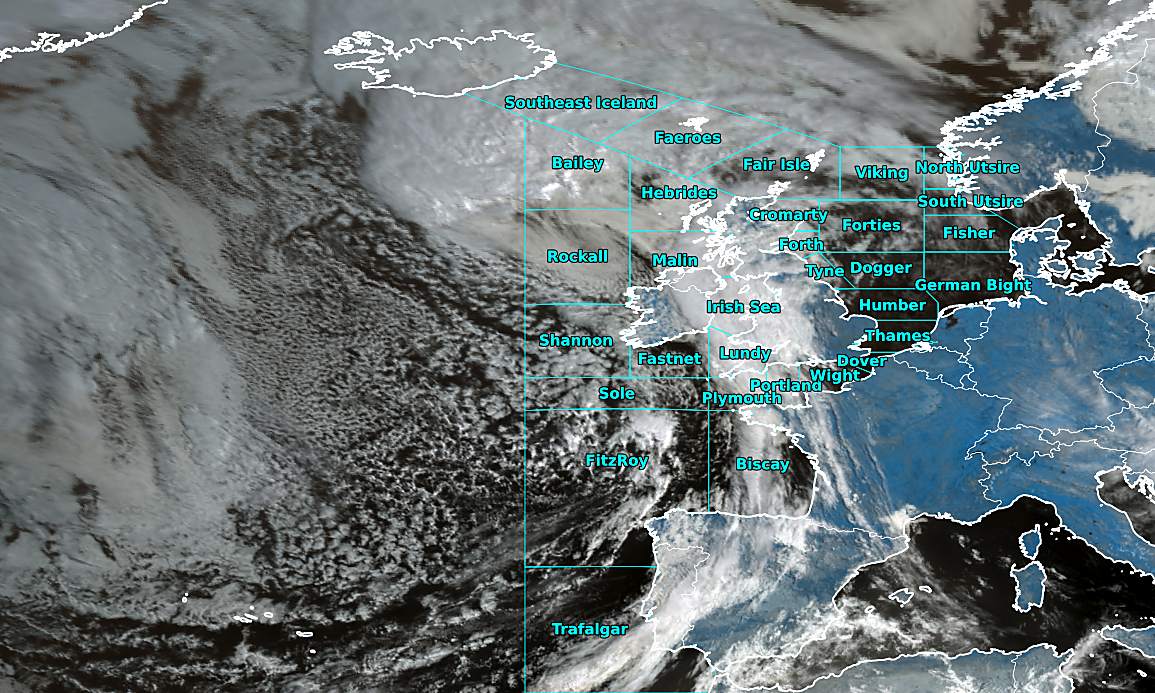 Southeast Iceland
Faeroes
Bailey
Fair Isle
North Utsire
Viking
Hebrides
South Utsire
Cromarty
Forties
Fisher
Forth
Rockall
Malin
Tyne
Dogger
German Bight
Irish Sea
Humber
Shannon
Thames
Fastnet
Lundy
Dover
Wight
Portland
Sole
Plymouth
FitzRoy
Biscay
Trafalgar